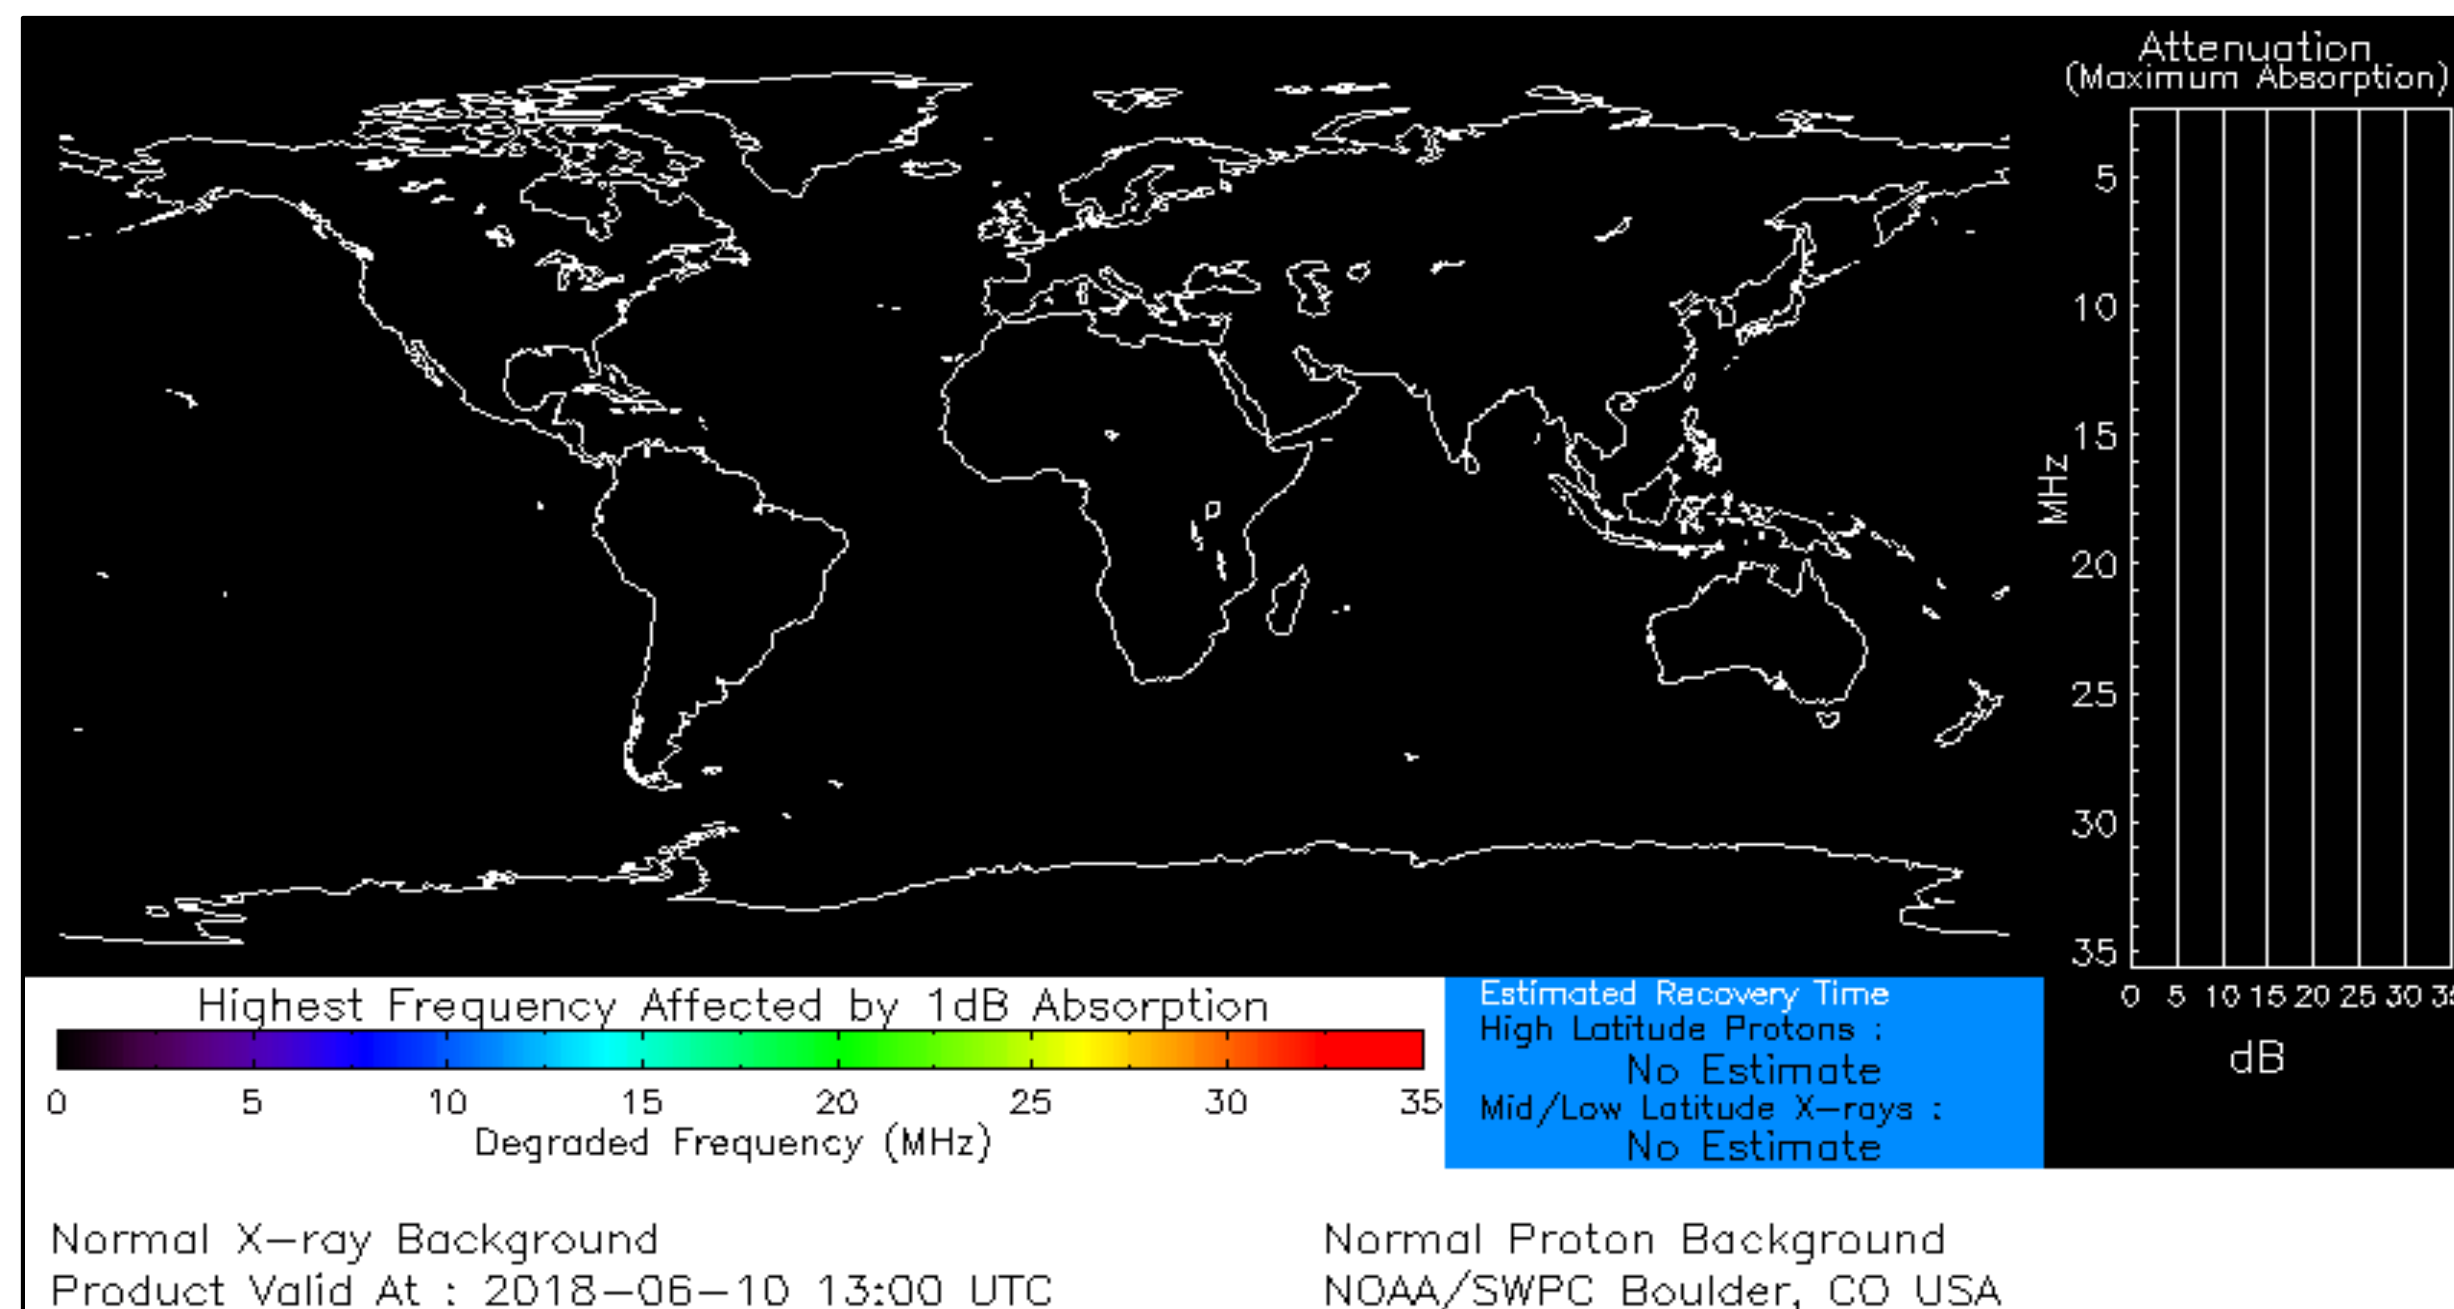 Attenuation
(Maximum Absorption)
5
10
15
20
25
30
35
MHz
0 5 10 15 20 25 30
dB
Highest Frequency Affected by 1dB Absorption
0 5 10 15 20 25 30 35
Degraded Frequency (MHz)
Estimated Recovery Time
High Latitude Protons :
No Estimate
Mid/Low Latitude X-rays :
No Estimate
Normal X-ray Background
Normal Proton Background
Product Valid At : 2018-06-10 13:00 UTC
NOAA/SWPC Boulder, CO USA